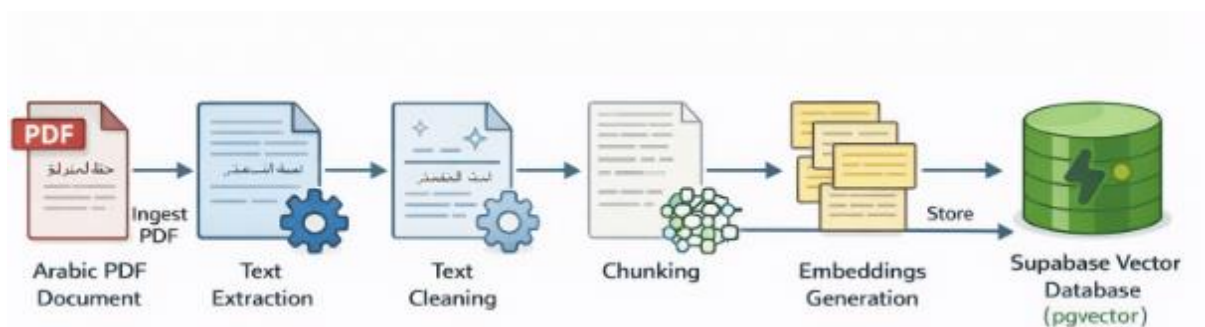 PDF
Ingest
PDF
Store
Arabic PDF
Document
Text
Extraction
Text
Cleaning
Chunking
Embeddings
Generation
Supabase Vector
Database
(pgvector)